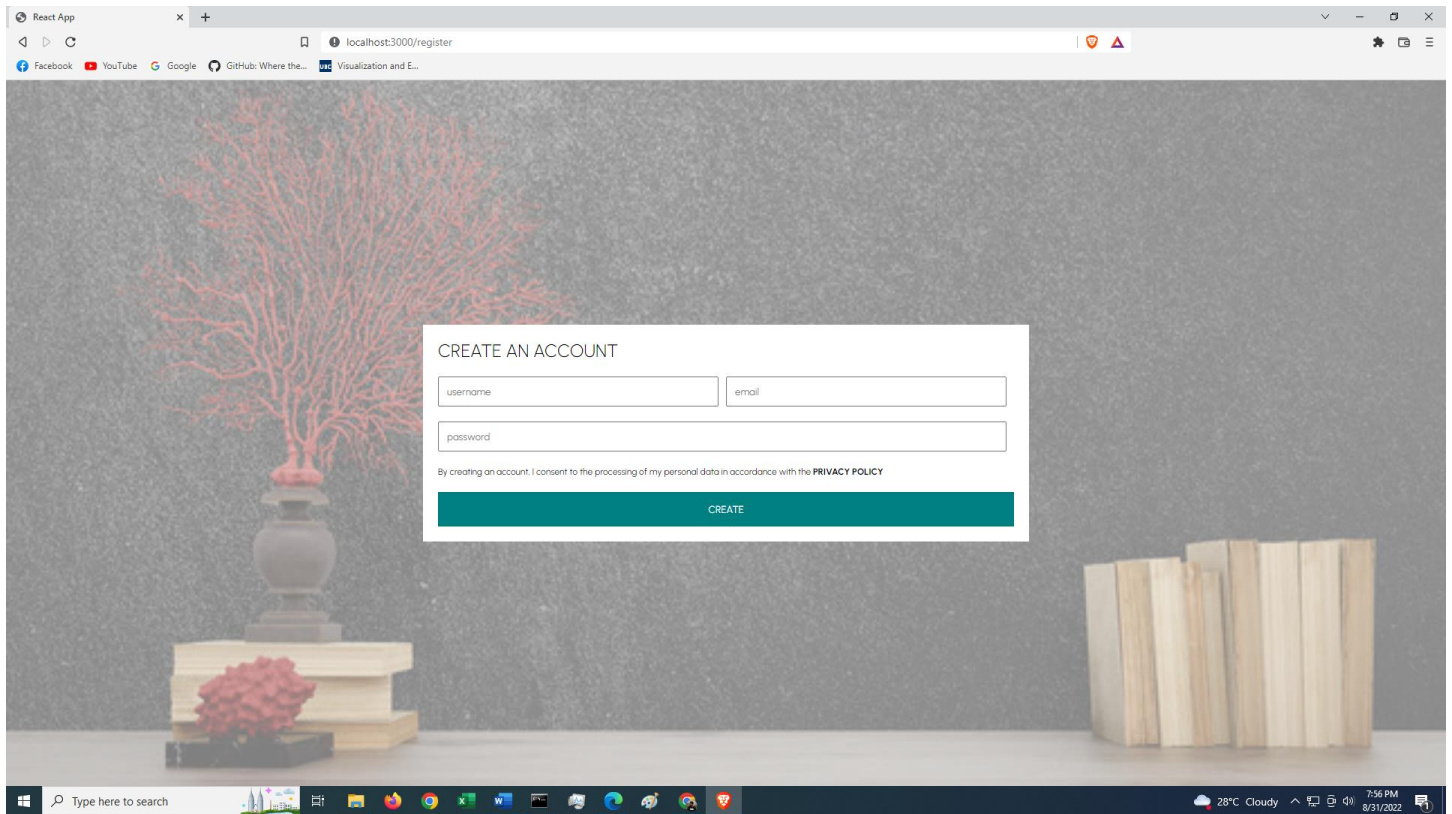 React App
localhost:3000/register
Facebook YouTube Google GitHub: Where the... UBC Visualization and E...
CREATE AN ACCOUNT
username email
password
By creating an account, I consent to the processing of my personal data in accordance with the PRIVACY POLICY
CREATE
Type here to search
28°C Cloudy
7:56 PM
8/31/2022
1